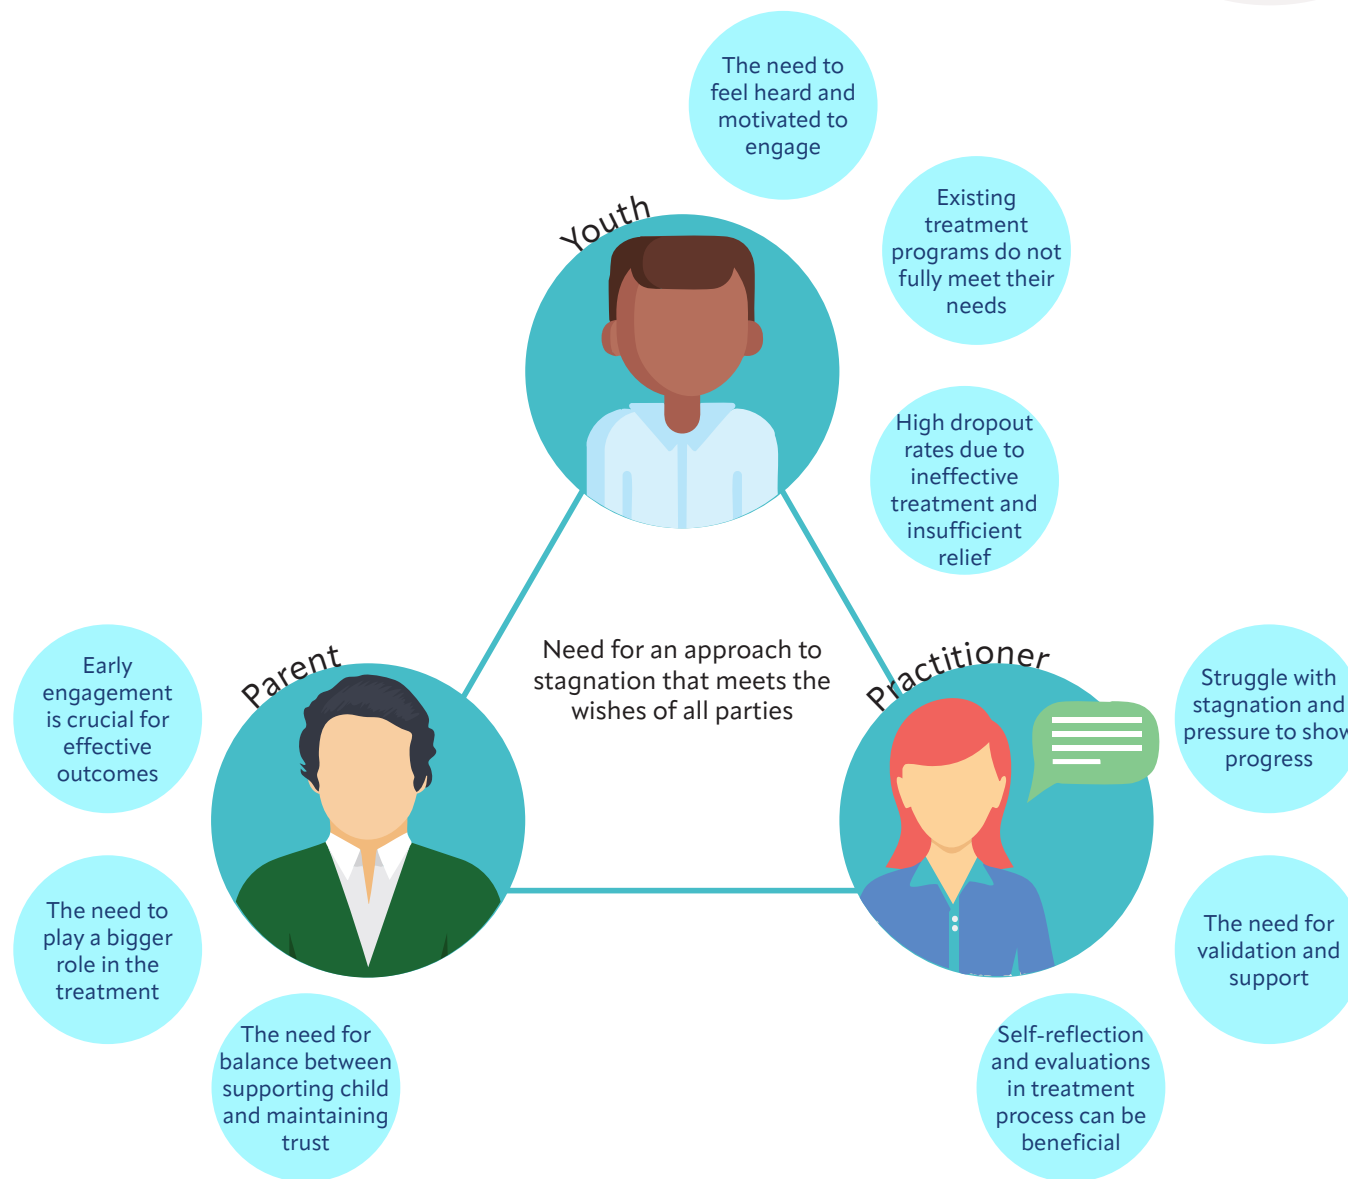 The need to
feel heard and
motivated to
engage
Existing
treatment
programs do not
fully meet their
needs
Youth
High dropout
rates due to
ineffective
treatment and
insufficient
relief
Need for an approach to
stagnation that meets the
wishes of all parties
Parent
Early
engagement
is crucial for
effective
outcomes
The need to
play a bigger
role in the
treatment
The need for
balance between
supporting child
and maintaining
trust
Practitioner
Struggle with
stagnation and
pressure to show
progress
The need for
validation and
support
Self-reflection
and evaluations
in treatment
process can be
beneficial